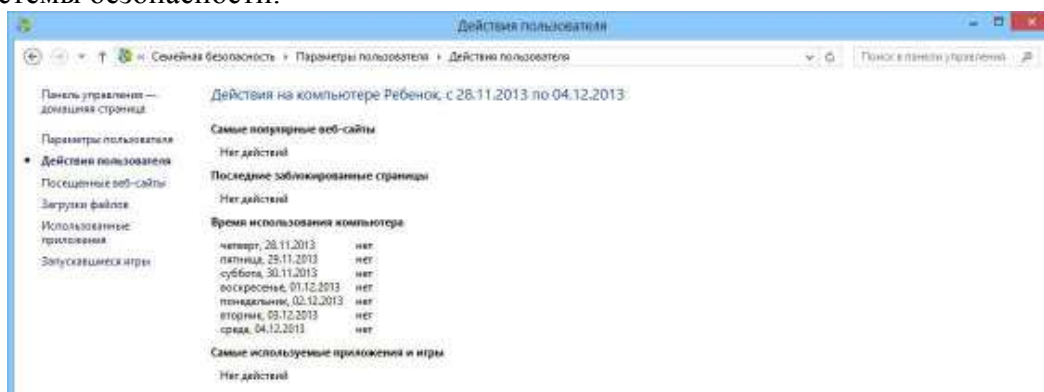 стемы безопасности.
Действия пользователя
« Семейная безопасность › Параметры пользователя › Действия пользователя
Поиск в панели управления
Панель управления —
домашняя страница
Параметры пользователя
• Действия пользователя
Посещенные веб-сайты
Загрузки файлов
Использованные
приложения
Запускавшиеся игры
Действия на компьютере Ребенок, с 28.11.2013 по 04.12.2013
Самые популярные веб-сайты
Нет действий
Последние заблокированные страницы
Нет действий
Время использования компьютера
четверг, 28.11.2013 нет
пятница, 29.11.2013 нет
суббота, 30.11.2013 нет
воскресенье, 01.12.2013 нет
понедельник, 02.12.2013 нет
вторник, 03.12.2013 нет
среда, 04.12.2013 нет
Самые используемые приложения и игры
Нет действий